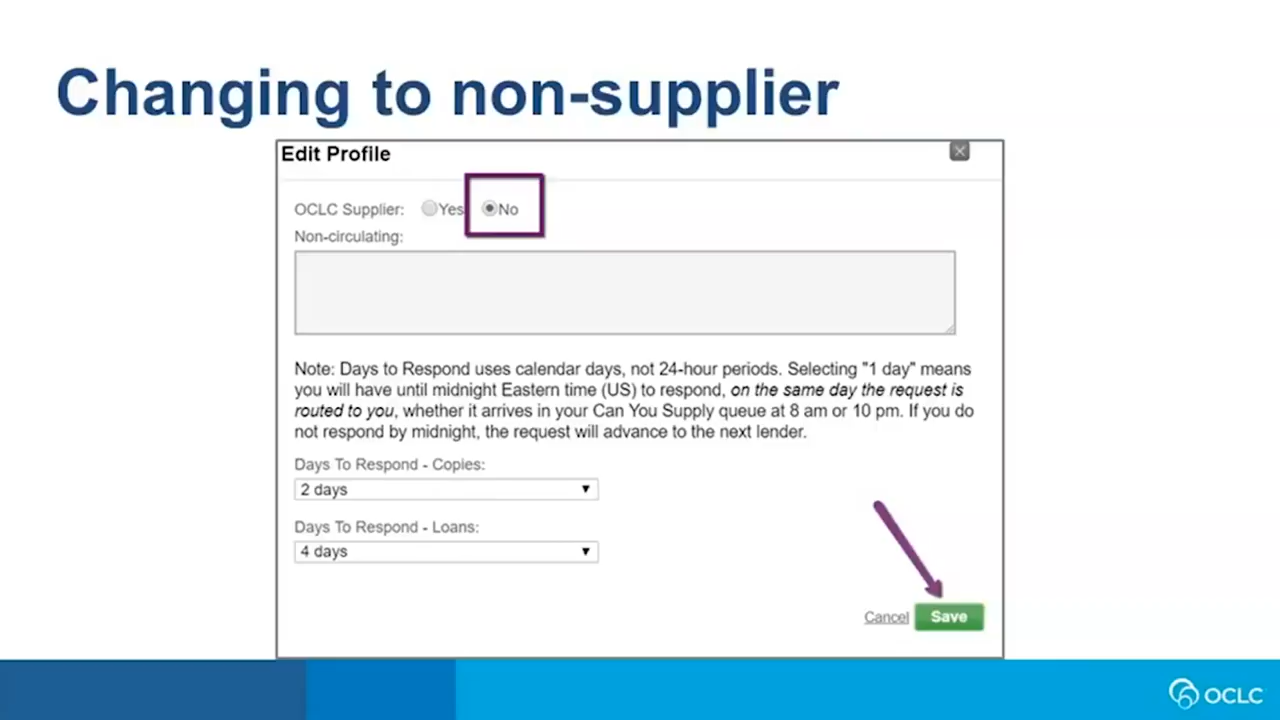 Changing to non-supplier
Edit Profile
OCLC Supplier: Yes No
Non-circulating:
Note: Days to Respond uses calendar days, not 24-hour periods. Selecting "1 day" means
you will have until midnight Eastern time (US) to respond, on the same day the request is
routed to you, whether it arrives in your Can You Supply queue at 8 am or 10 pm. If you do
not respond by midnight, the request will advance to the next lender.
Days To Respond - Copies:
2 days
Days To Respond - Loans:
4 days
Cancel Save
OCLC